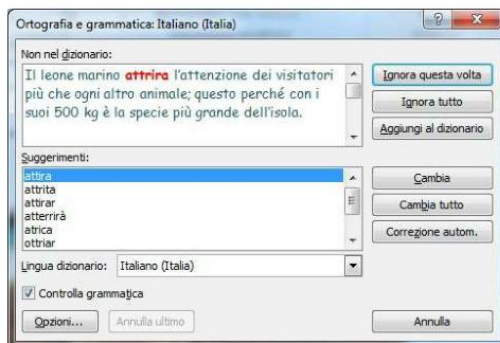 Ortografia e grammatica: Italiano (Italia)
Non nel dizionario:
Il leone marino attrira l'attenzione dei visitatori
più che ogni altro animale; questo perché con i
suoi 500 kg è la specie più grande dell'isola.
Ignora questa volta
Ignora tutto
Aggiungi al dizionario
Suggerimenti:
attira
attrita
attirar
atterrirà
atrica
ottriar
Cambia
Cambia tutto
Correzione autom.
Lingua dizionario: Italiano (Italia)
Controlla grammatica
Opzioni... Annulla ultimo Annulla